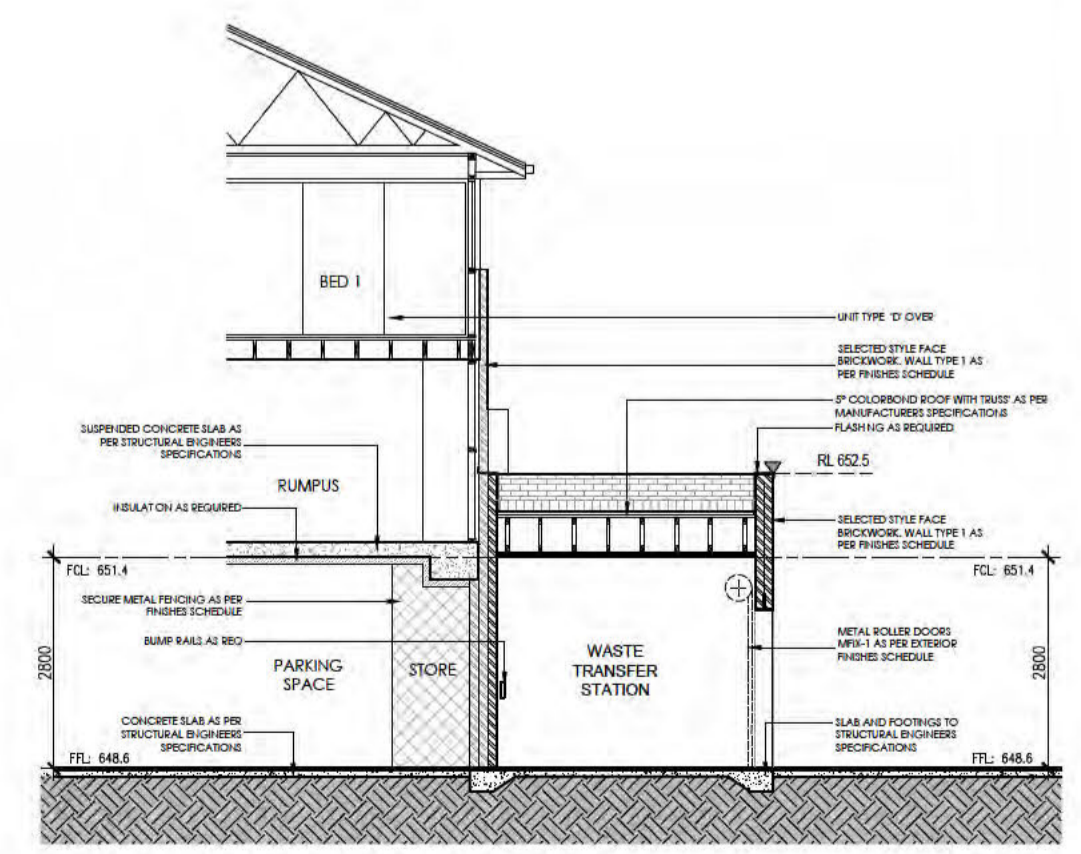 BED 1
UNIT TYPE 'D' OVER
SELECTED STYLE FACE
BRICKWORK. WALL TYPE 1 AS
PER FINISHES SCHEDULE
5° COLORBOND ROOF WITH TRUSS' AS PER
MANUFACTURERS SPECIFICATIONS
FLASH NG AS REQUIRED
SUSPENDED CONCRETE SLAB AS
PER STRUCTURAL ENGINEERS
SPECIFICATIONS
RL 652.5
RUMPUS
INSULAT ON AS REQUIRED
SELECTED STYLE FACE
BRICKWORK. WALL TYPE 1 AS
PER FINISHES SCHEDULE
FCL: 651.4
FCL: 651.4
SECURE METAL FENCING AS PER
FINISHES SCHEDULE
BUMP RAILS AS REQ
METAL ROLLER DOORS
MFIX-1 AS PER EXTERIOR
FINISHES SCHEDULE
2800
PARKING
SPACE
STORE
WASTE
TRANSFER
STATION
2800
CONCRETE SLAB AS PER
STRUCTURAL ENGINEERS
SPECIFICATIONS
SLAB AND FOOTINGS TO
STRUCTURAL ENGINEERS
SPECIFICATIONS
FFL: 648.6
FFL: 648.6